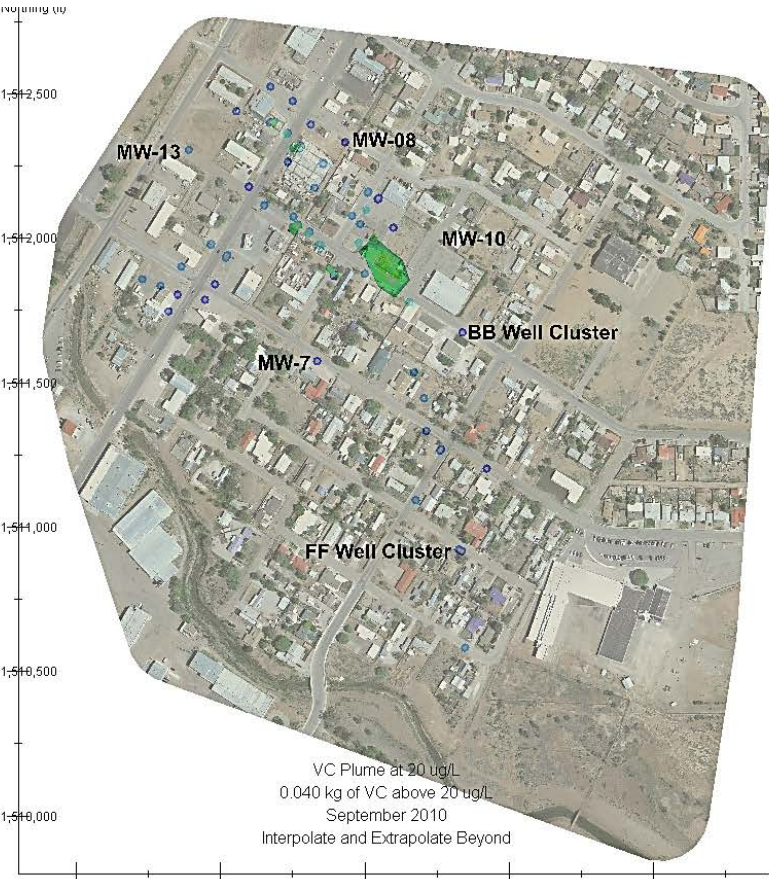 Northing (ft)
1,512,500
MW-08
MW-13
1,512,000
MW-10
BB Well Cluster
MW-7
1,511,500
1,511,000
FF Well Cluster
1,510,500
VC Plume at 20 ug/L
0.040 kg of VC above 20 ug/L
1,510,000
September 2010
Interpolate and Extrapolate Beyond